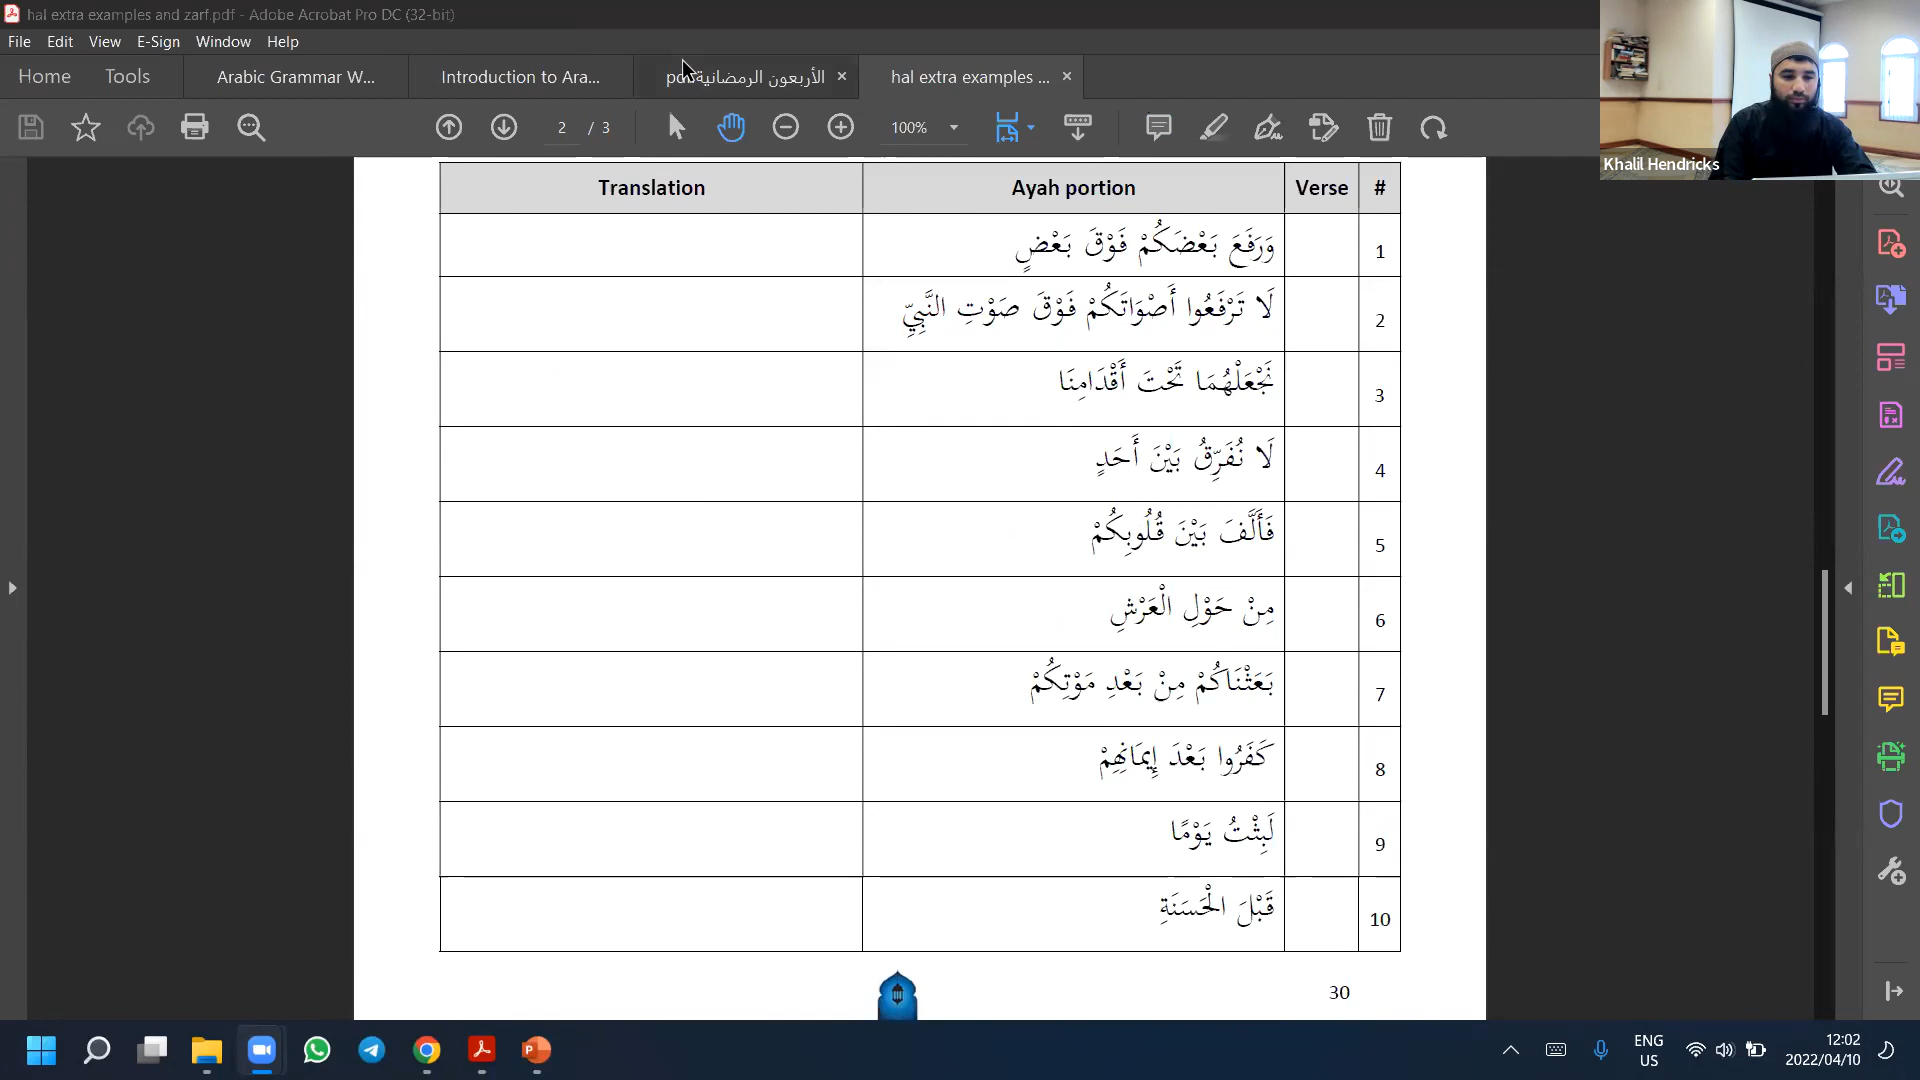 hal extra examples and zarf.pdf - Adobe Acrobat Pro DC (32-bit)
File Edit View E-Sign Window Help
Home Tools Arabic Grammar W... Introduction to Ara... الأربعون الرمضانية.pdf hal extra examples ...
2 / 3 100%
Khalil Hendricks
Translation Ayah portion Verse #
وَرَفَعَ بَعْضَكُمْ فَوْقَ بَعْضٍ 1
لَا تَرْفَعُوا أَصْوَاتَكُمْ فَوْقَ صَوْتِ النَّبِيِّ 2
نَجْعَلْهُمَا تَحْتَ أَقْدَامِنَا 3
لَا نُفَرِّقُ بَيْنَ أَحَدٍ 4
فَأَلَّفَ بَيْنَ قُلُوبِكُمْ 5
مِنْ حَوْلِ الْعَرْشِ 6
بَعَثْنَاكُمْ مِنْ بَعْدِ مَوْتِكُمْ 7
كَفَرُوا بَعْدَ إِيمَانِهِمْ 8
لَبِثْتُ يَوْمًا 9
قَبْلَ الْحَسَنَةِ 10
30
ENG
US
12:02
2022/04/10